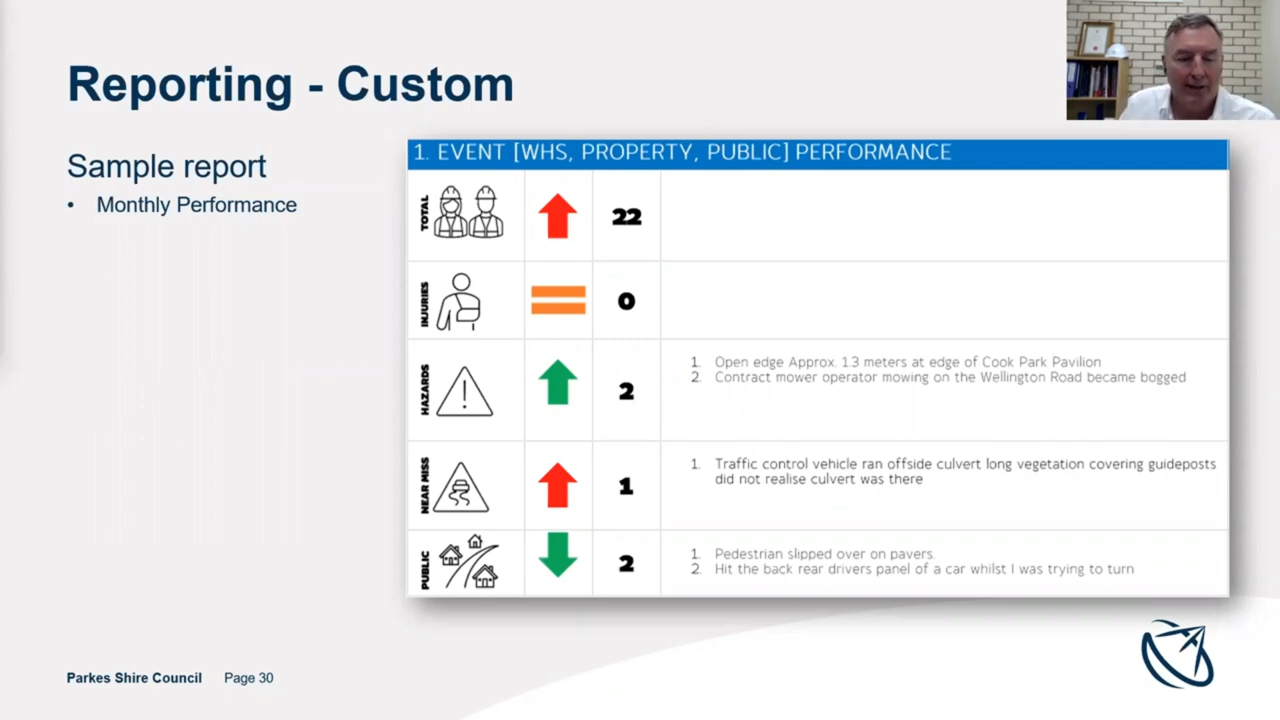 Reporting - Custom
Sample report
• Monthly Performance
1. EVENT [WHS, PROPERTY, PUBLIC] PERFORMANCE
TOTAL
22
INJURIES
0
HAZARDS
2
1. Open edge Approx. 1.3 meters at edge of Cook Park Pavilion
2. Contract mower operator mowing on the Wellington Road became bogged
NEAR MISS
1
1. Traffic control vehicle ran offside culvert long vegetation covering guideposts
did not realise culvert was there
PUBLIC
2
1. Pedestrian slipped over on pavers
2. Hit the back rear drivers panel of a car whilst I was trying to turn
Parkes Shire Council Page 30